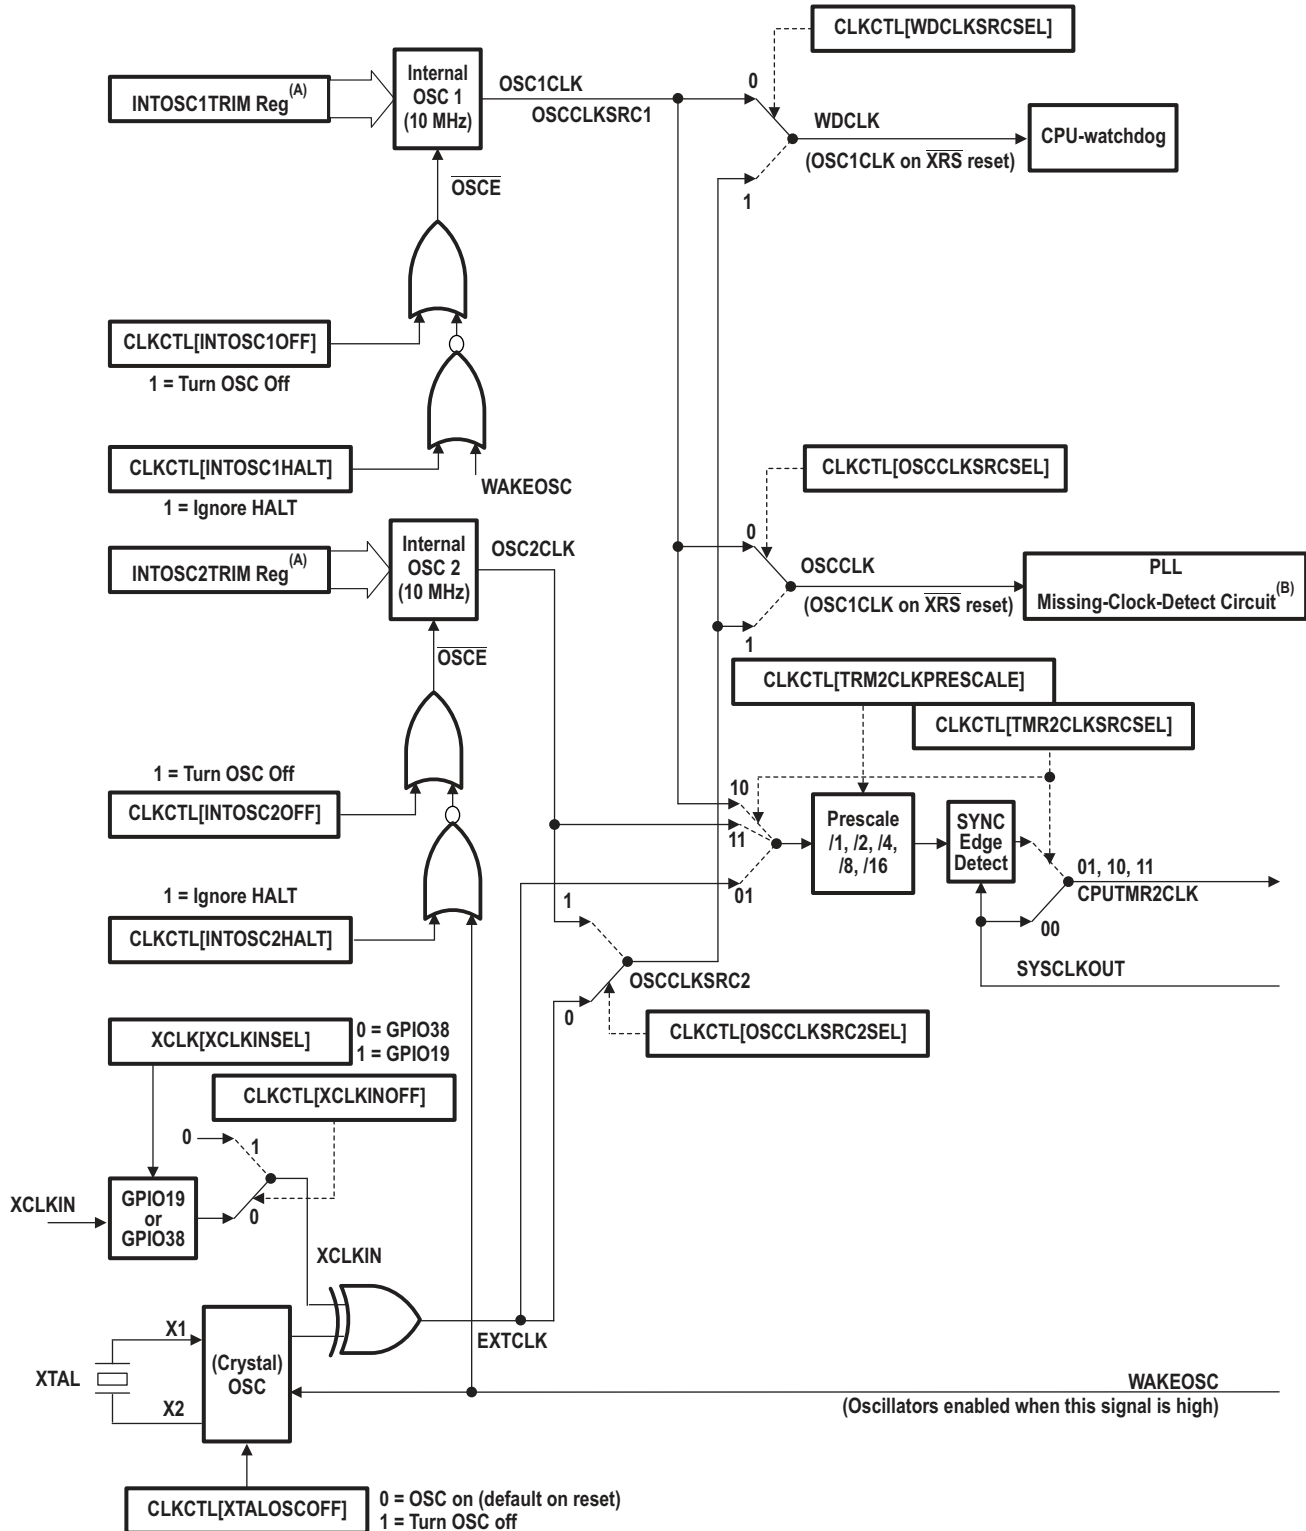 CLKCTL[WDCLKSRCSEL]
INTOSC1TRIM Reg(A)
Internal
OSC 1
(10 MHz)
OSC1CLK
OSCCLKSRC1
0
WDCLK
(OSC1CLK on XRS reset)
1
CPU-watchdog
OSCE
CLKCTL[INTOSC1OFF]
1 = Turn OSC Off
CLKCTL[INTOSC1HALT]
1 = Ignore HALT
WAKEOSC
CLKCTL[OSCCLKSRCSEL]
INTOSC2TRIM Reg(A)
Internal
OSC 2
(10 MHz)
OSC2CLK
0
OSCCLK
(OSC1CLK on XRS reset)
1
PLL
Missing-Clock-Detect Circuit(B)
OSCE
CLKCTL[TRM2CLKPRESCALE]
CLKCTL[TMR2CLKSRCSEL]
1 = Turn OSC Off
CLKCTL[INTOSC2OFF]
10
11
01
Prescale
/1, /2, /4,
/8, /16
SYNC
Edge
Detect
01, 10, 11
CPUTMR2CLK
00
SYSCLKOUT
1 = Ignore HALT
CLKCTL[INTOSC2HALT]
1
OSCCLKSRC2
0
CLKCTL[OSCCLKSRC2SEL]
XCLK[XCLKINSEL]
0 = GPIO38
1 = GPIO19
CLKCTL[XCLKINOFF]
0
1
0
XCLKIN
GPIO19
or
GPIO38
XCLKIN
EXTCLK
XTAL
X1
X2
(Crystal)
OSC
WAKEOSC
(Oscillators enabled when this signal is high)
CLKCTL[XTALOSCOFF]
0 = OSC on (default on reset)
1 = Turn OSC off